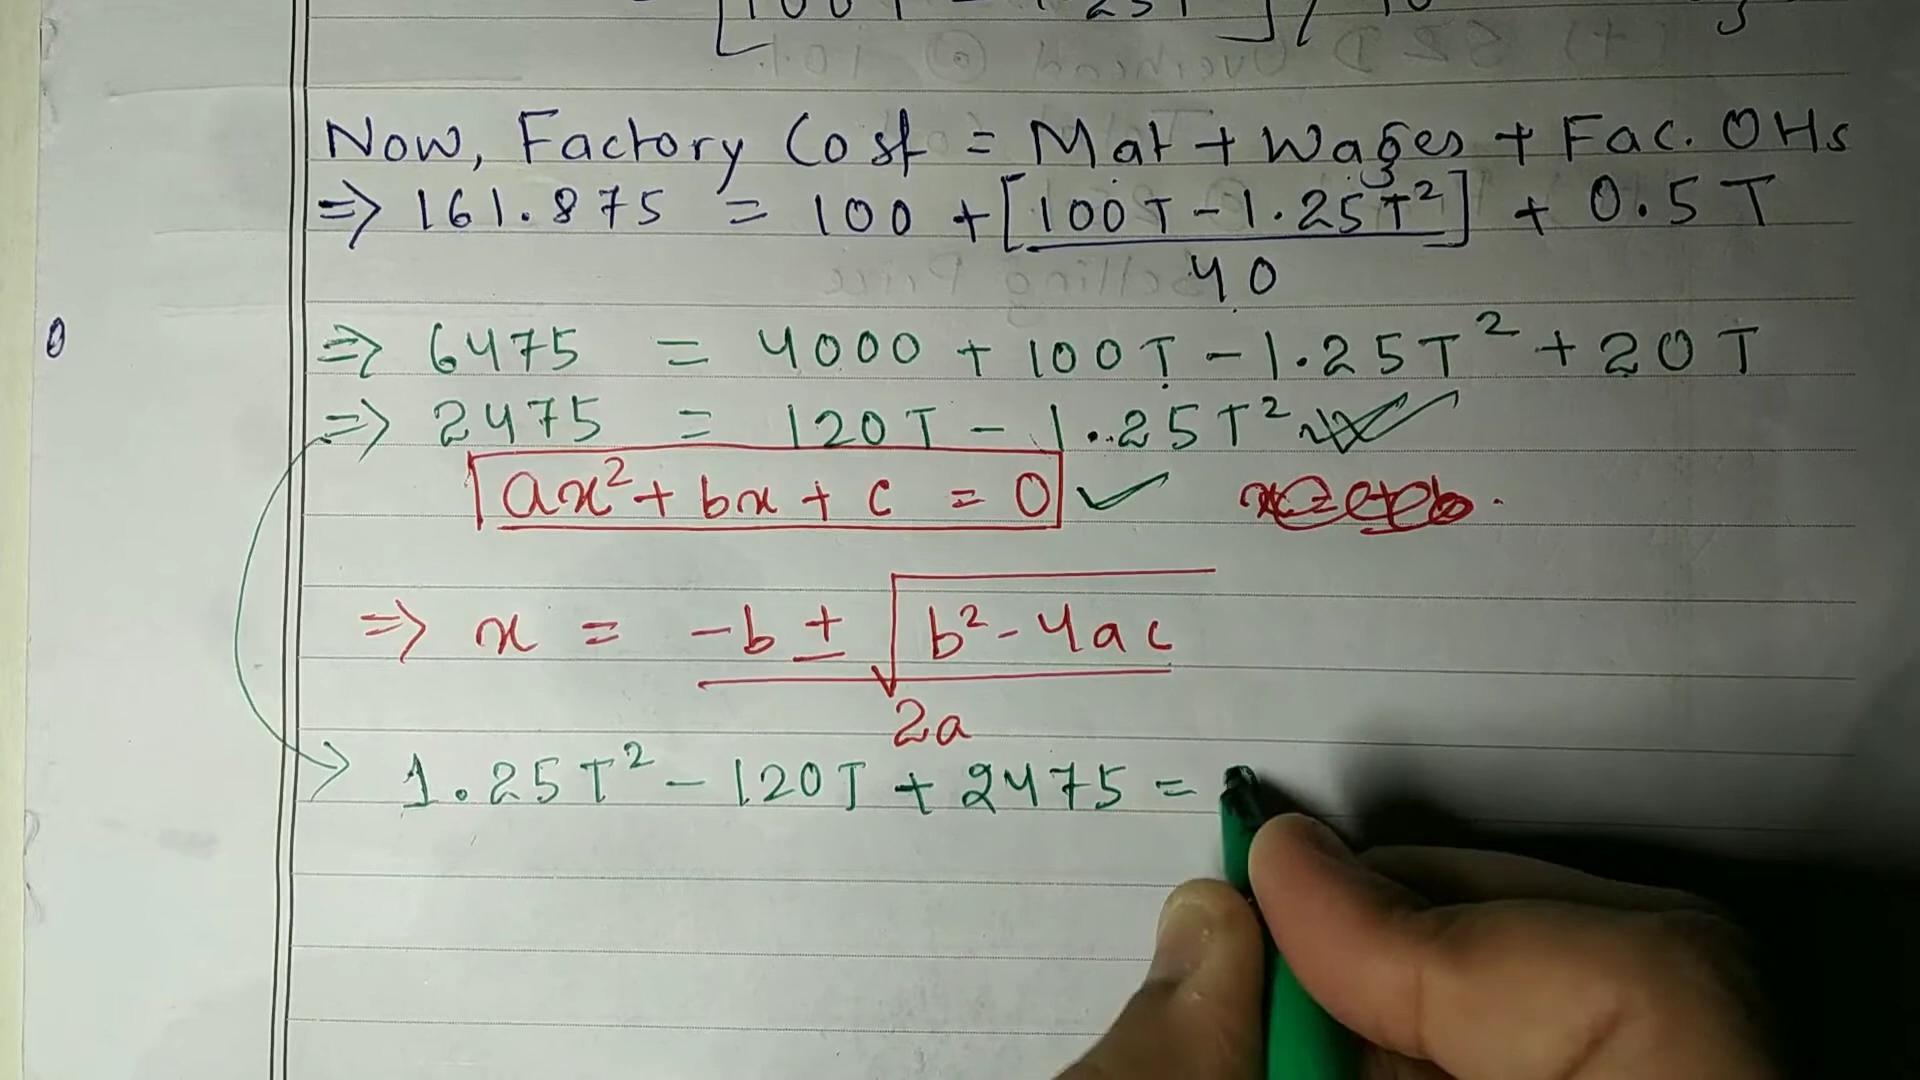 Now, Factory Cost = Mat + Wages + Fac. OHs
=> 161.875 = 100 + [100T - 1.25T²] + 0.5T
40
=> 6475 = 4000 + 100T - 1.25T² + 20T
=> 2475 = 120T - 1.25T²
ax² + bx + c = 0
=> x = -b ± √b² - 4ac
2a
1.25T² - 120T + 2475 =